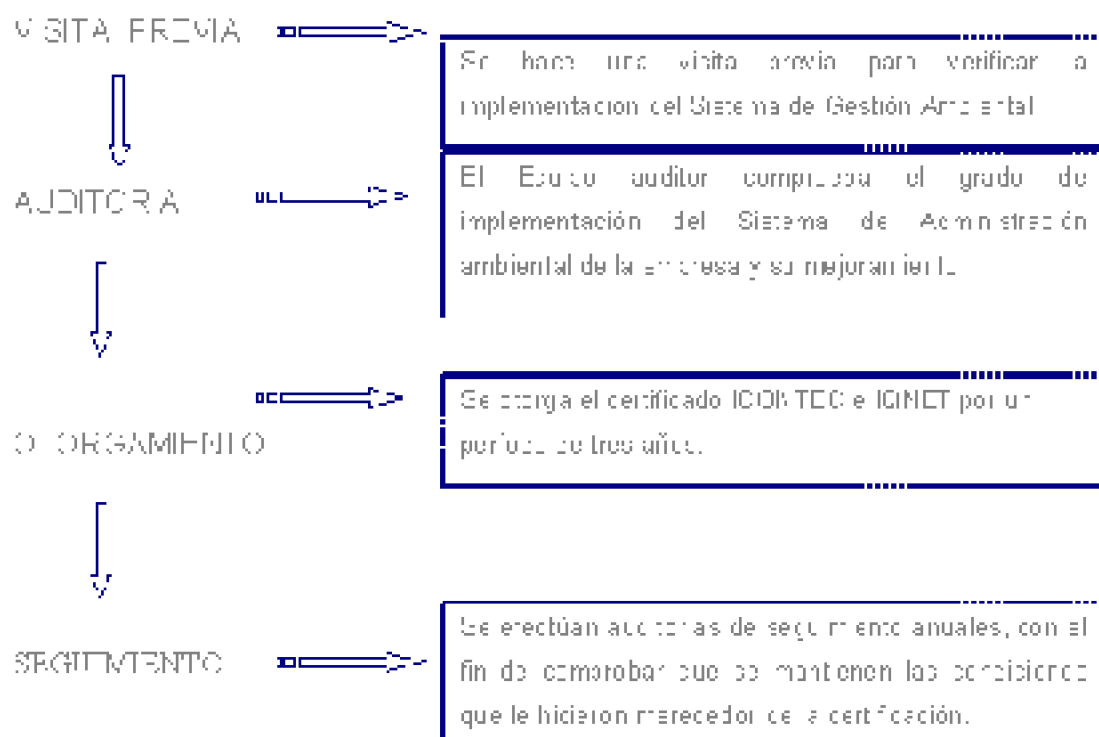 VISITA PREVIA
Se hace una visita previa para verificar la
implementación del Sistema de Gestión Ambiental
AUDITORIA
El Equipo auditor comprueba el grado de
implementación del Sistema de Administración
ambiental de la empresa y su mejoramiento
OTORGAMIENTO
Se otorga el certificado ICONTEC e IQNET por un
período de tres años.
SEGUIMIENTO
Se efectúan auditorias de seguimiento anuales, con el
fin de comprobar que se mantienen las condiciones
que le hicieron merecedor de la certificación.